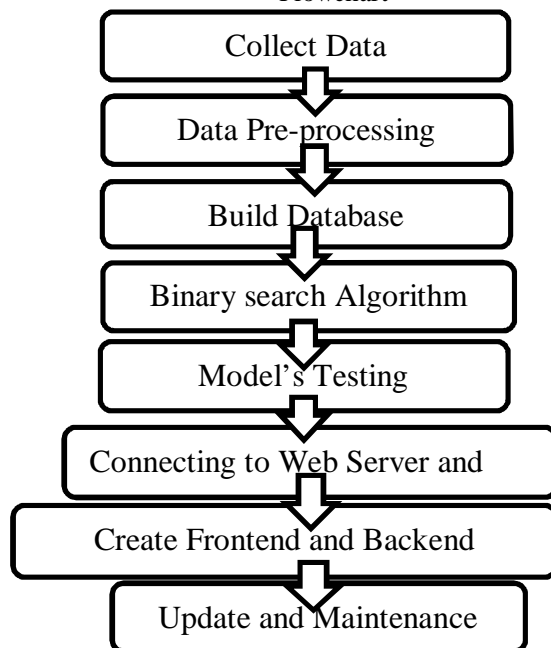 Flowchart
Collect Data
Data Pre-processing
Build Database
Binary search Algorithm
Model's Testing
Connecting to Web Server and
Create Frontend and Backend
Update and Maintenance